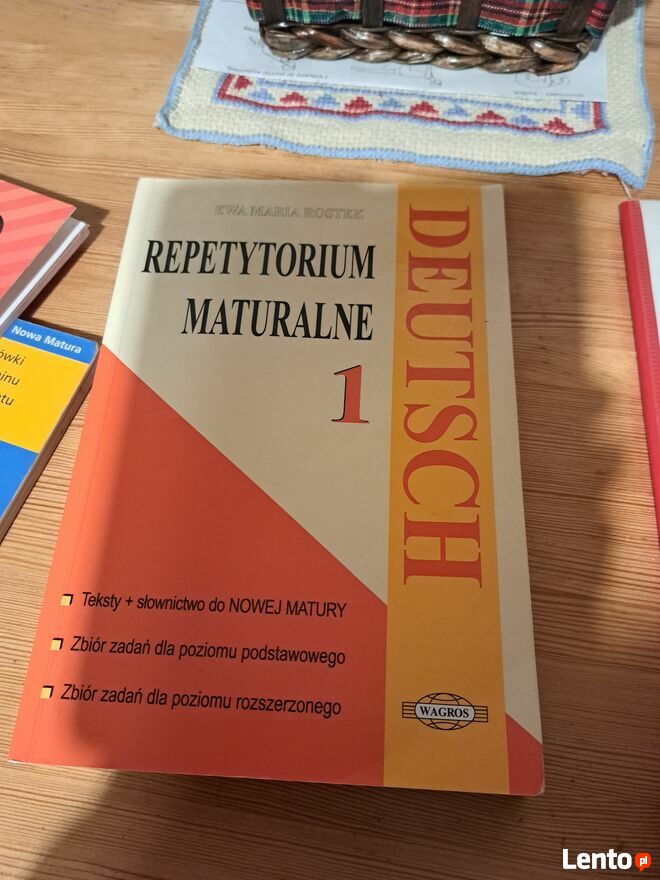 EWA MARIA ROSTEK
REPETYTORIUM
MATURALNE
1
DEUTSCH
Teksty + słownictwo do NOWEJ MATURY
Zbiór zadań dla poziomu podstawowego
Zbiór zadań dla poziomu rozszerzonego
WAGROS
Nowa Matura
Lento.pl